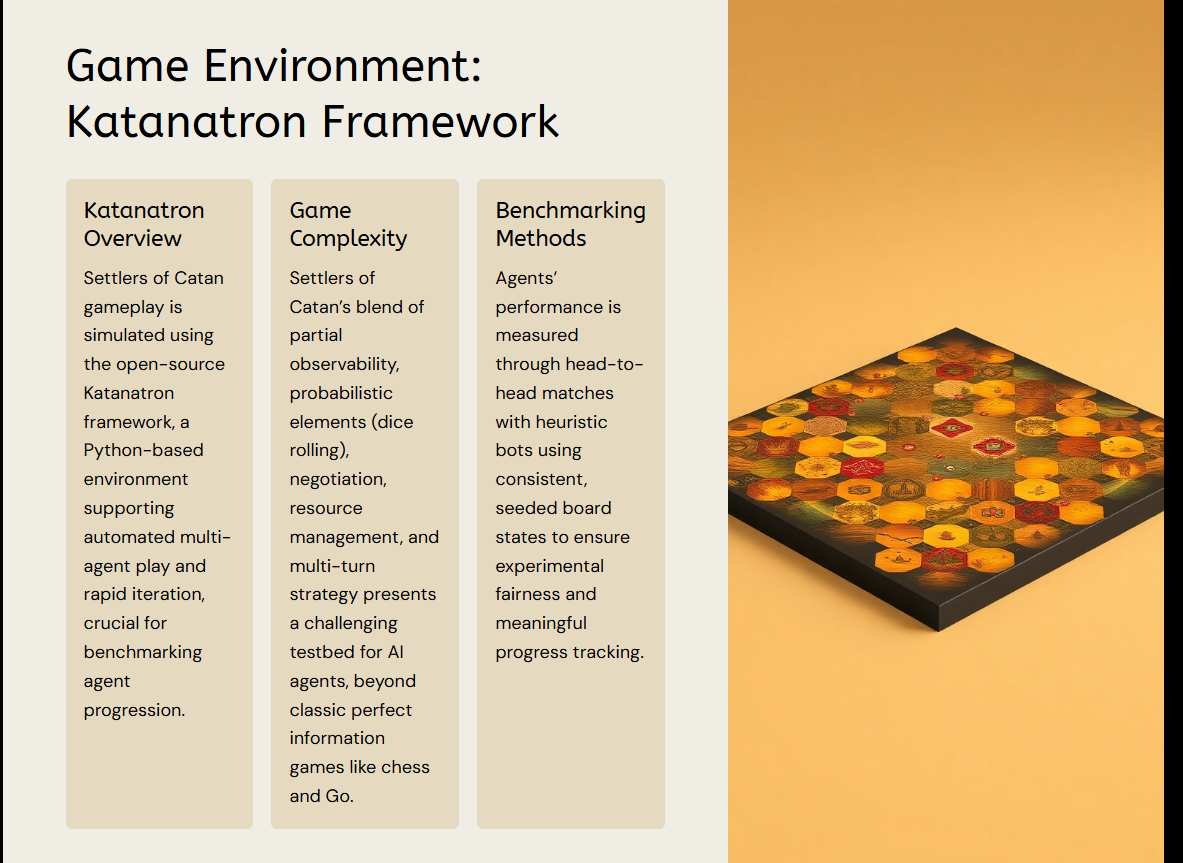 Game Environment:
Katanatron Framework
Katanatron
Overview
Settlers of Catan
gameplay is
simulated using
the open-source
Katanatron
framework, a
Python-based
environment
supporting
automated multi-
agent play and
rapid iteration,
crucial for
benchmarking
agent
progression.
Game
Complexity
Settlers of
Catan’s blend of
partial
observability,
probabilistic
elements (dice
rolling),
negotiation,
resource
management, and
multi-turn
strategy presents
a challenging
testbed for AI
agents, beyond
classic perfect
information
games like chess
and Go.
Benchmarking
Methods
Agents’
performance is
measured
through head-to-
head matches
with heuristic
bots using
consistent,
seeded board
states to ensure
experimental
fairness and
meaningful
progress tracking.